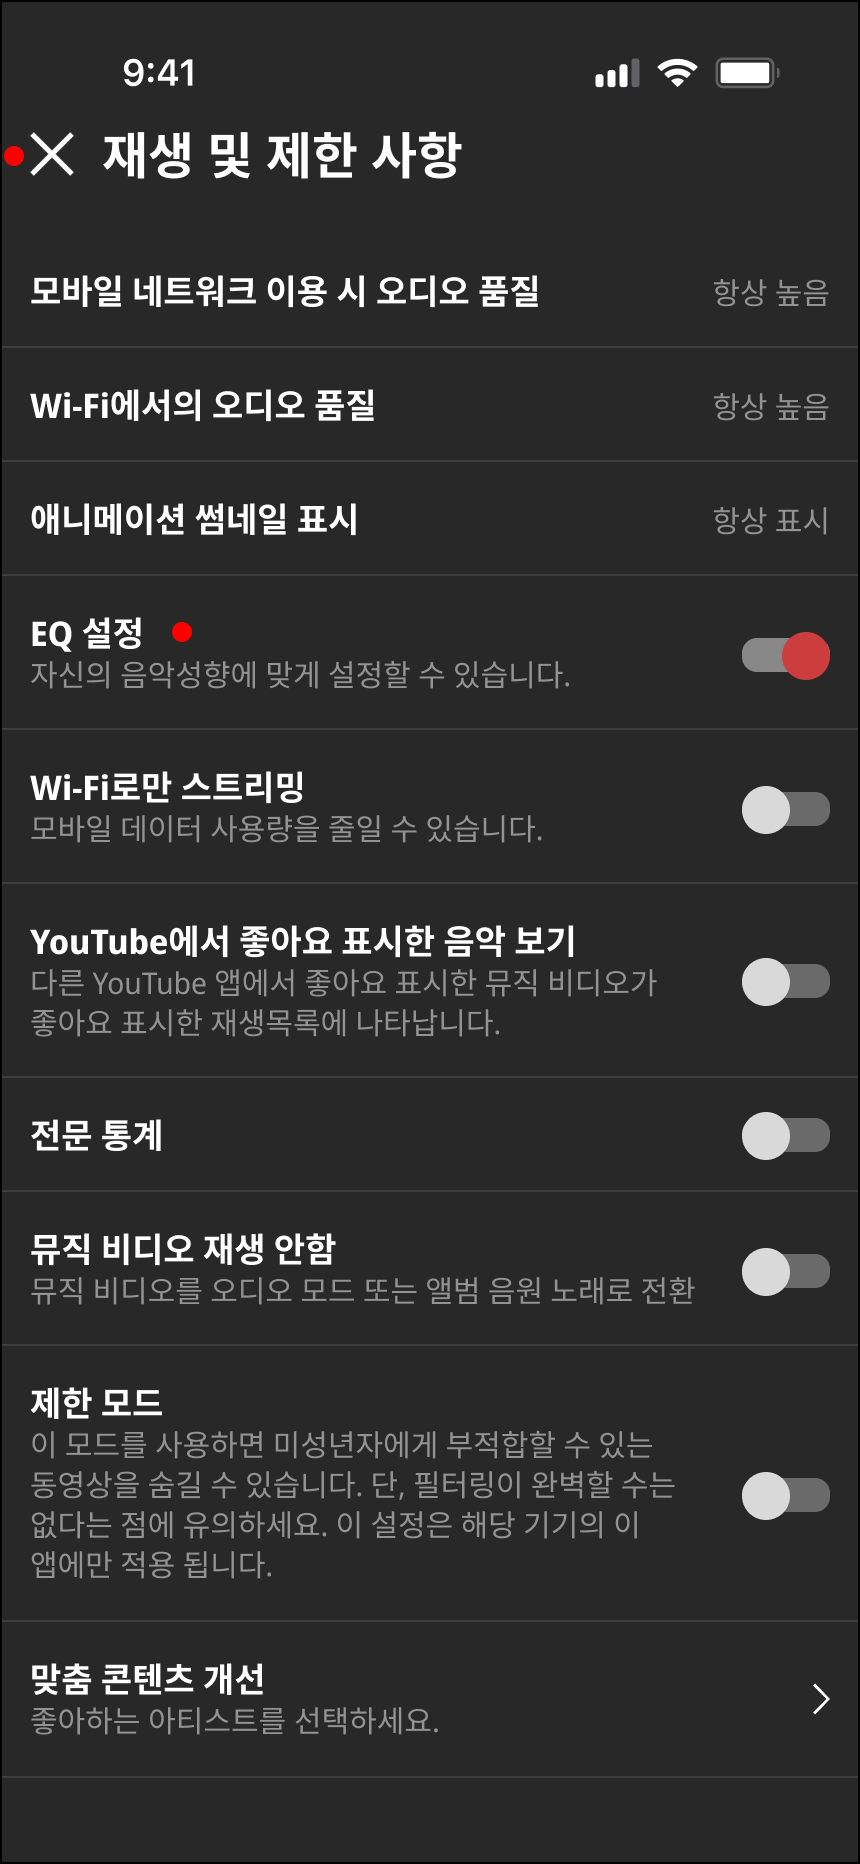 9:41
재생 및 제한 사항
모바일 네트워크 이용 시 오디오 품질 항상 높음
Wi-Fi에서의 오디오 품질 항상 높음
애니메이션 썸네일 표시 항상 표시
EQ 설정
자신의 음악성향에 맞게 설정할 수 있습니다.
Wi-Fi로만 스트리밍
모바일 데이터 사용량을 줄일 수 있습니다.
YouTube에서 좋아요 표시한 음악 보기
다른 YouTube 앱에서 좋아요 표시한 뮤직 비디오가
좋아요 표시한 재생목록에 나타납니다.
전문 통계
뮤직 비디오 재생 안함
뮤직 비디오를 오디오 모드 또는 앨범 음원 노래로 전환
제한 모드
이 모드를 사용하면 미성년자에게 부적합할 수 있는
동영상을 숨길 수 있습니다. 단, 필터링이 완벽할 수는
없다는 점에 유의하세요. 이 설정은 해당 기기의 이
앱에만 적용 됩니다.
맞춤 콘텐츠 개선
좋아하는 아티스트를 선택하세요.